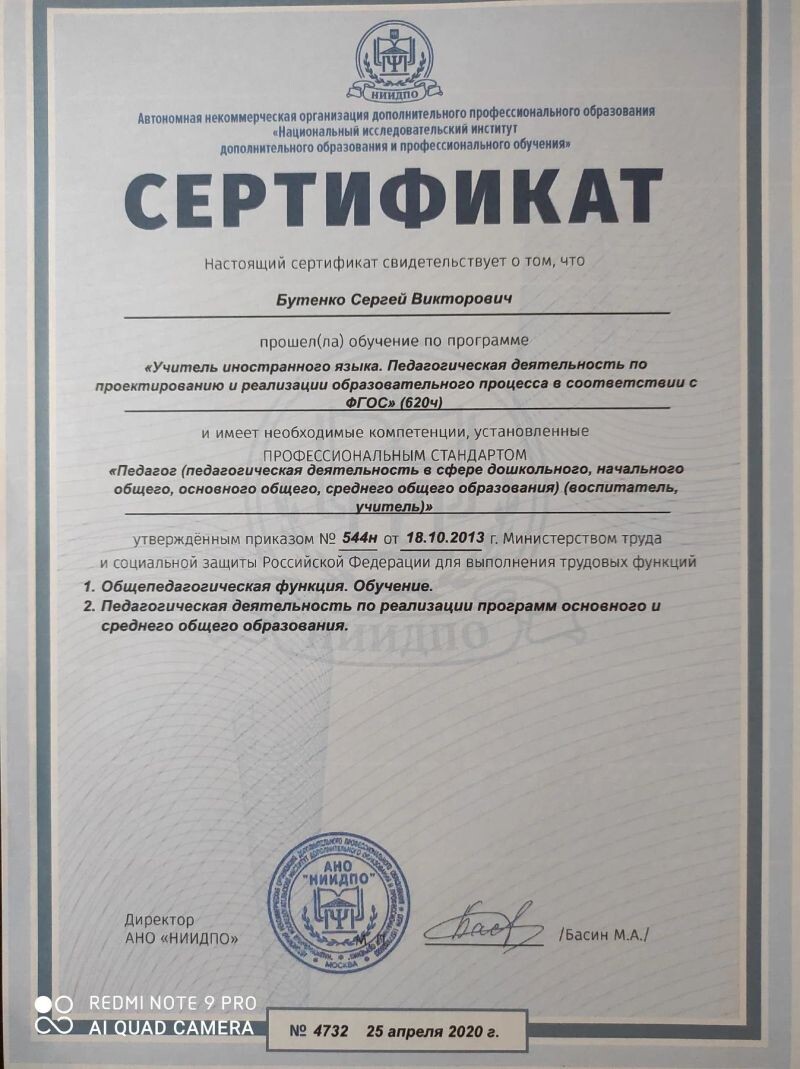 НИИДПО
Автономная некоммерческая организация дополнительного профессионального образования
«Национальный исследовательский институт
дополнительного образования и профессионального обучения»
СЕРТИФИКАТ
Настоящий сертификат свидетельствует о том, что
Бутенко Сергей Викторович
прошел(ла) обучение по программе
«Учитель иностранного языка. Педагогическая деятельность по
проектированию и реализации образовательного процесса в соответствии с
ФГОС» (620ч)
и имеет необходимые компетенции, установленные
ПРОФЕССИОНАЛЬНЫМ СТАНДАРТОМ
«Педагог (педагогическая деятельность в сфере дошкольного, начального
общего, основного общего, среднего общего образования) (воспитатель,
учитель)»
утверждённым приказом № 544н от 18.10.2013 г. Министерством труда
и социальной защиты Российской Федерации для выполнения трудовых функций
1. Общепедагогическая функция. Обучение.
2. Педагогическая деятельность по реализации программ основного и
среднего общего образования.
НИИДПО
АНО
"НИИДПО"
МОСКВА
Директор
АНО «НИИДПО»
/Басин М.А./
REDMI NOTE 9 PRO
AI QUAD CAMERA
№ 4732 25 апреля 2020 г.